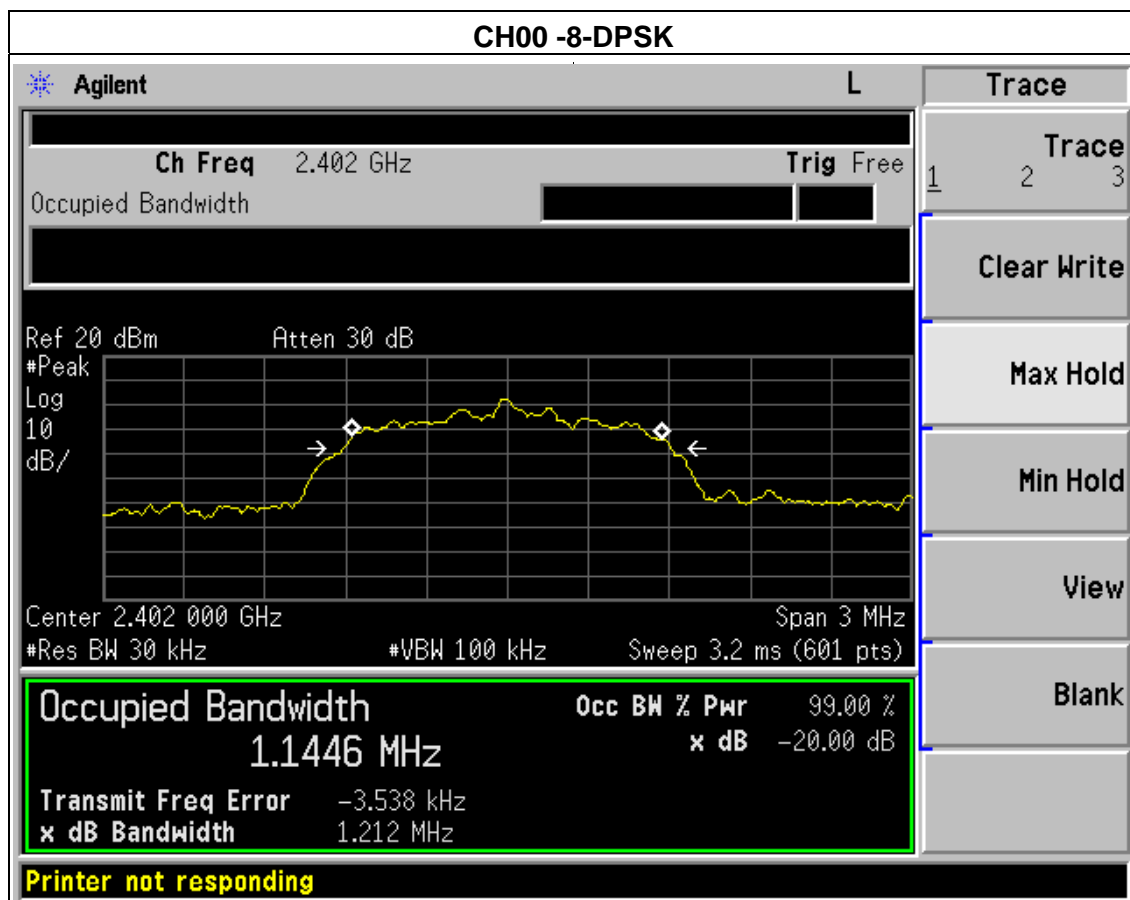 CH00 -8-DPSK
Agilent L Trace
Ch Freq 2.402 GHz Trig Free
Occupied Bandwidth
Trace
1 2 3
Clear Write
Ref 20 dBm Atten 30 dB
#Peak
Log
10
dB/
Max Hold
Min Hold
View
Center 2.402 000 GHz Span 3 MHz
#Res BW 30 kHz #VBW 100 kHz Sweep 3.2 ms (601 pts)
Blank
Occupied Bandwidth
1.1446 MHz
Occ BW % Pwr 99.00 %
x dB -20.00 dB
Transmit Freq Error -3.538 kHz
x dB Bandwidth 1.212 MHz
Printer not responding